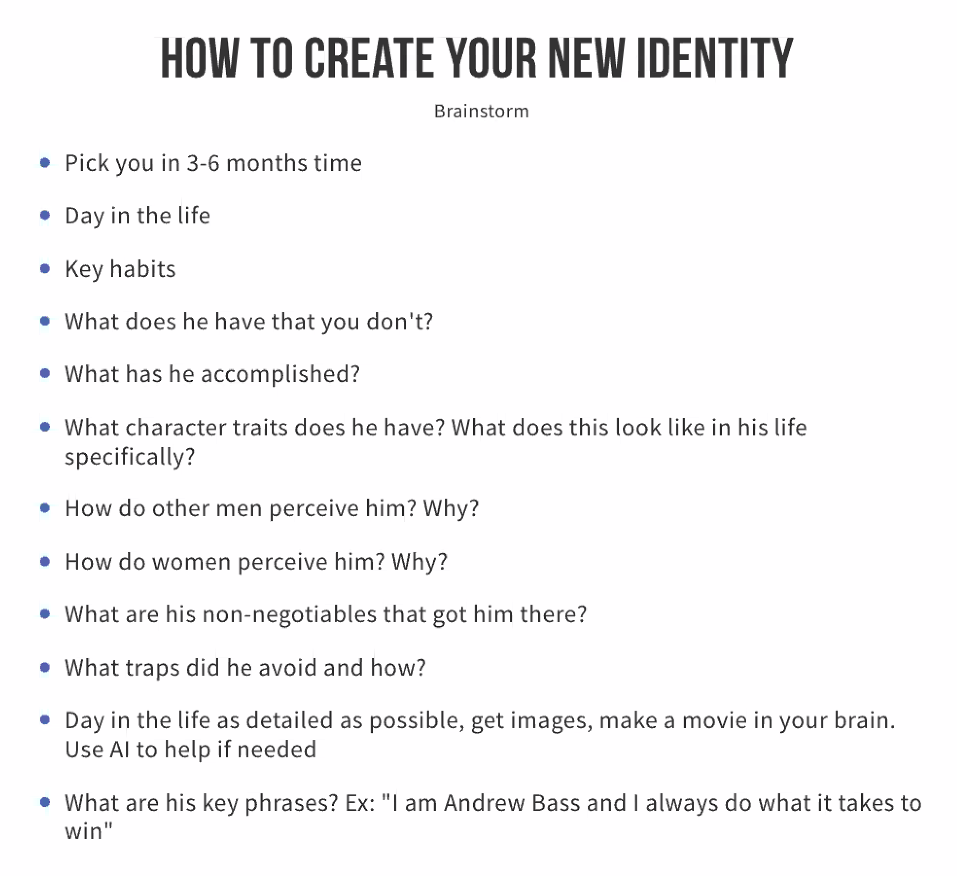 HOW TO CREATE YOUR NEW IDENTITY
Brainstorm
Pick you in 3-6 months time
Day in the life
Key habits
What does he have that you don't?
What has he accomplished?
What character traits does he have? What does this look like in his life
specifically?
How do other men perceive him? Why?
How do women perceive him? Why?
What are his non-negotiables that got him there?
What traps did he avoid and how?
Day in the life as detailed as possible, get images, make a movie in your brain.
Use AI to help if needed
What are his key phrases? Ex: "I am Andrew Bass and I always do what it takes to
win"